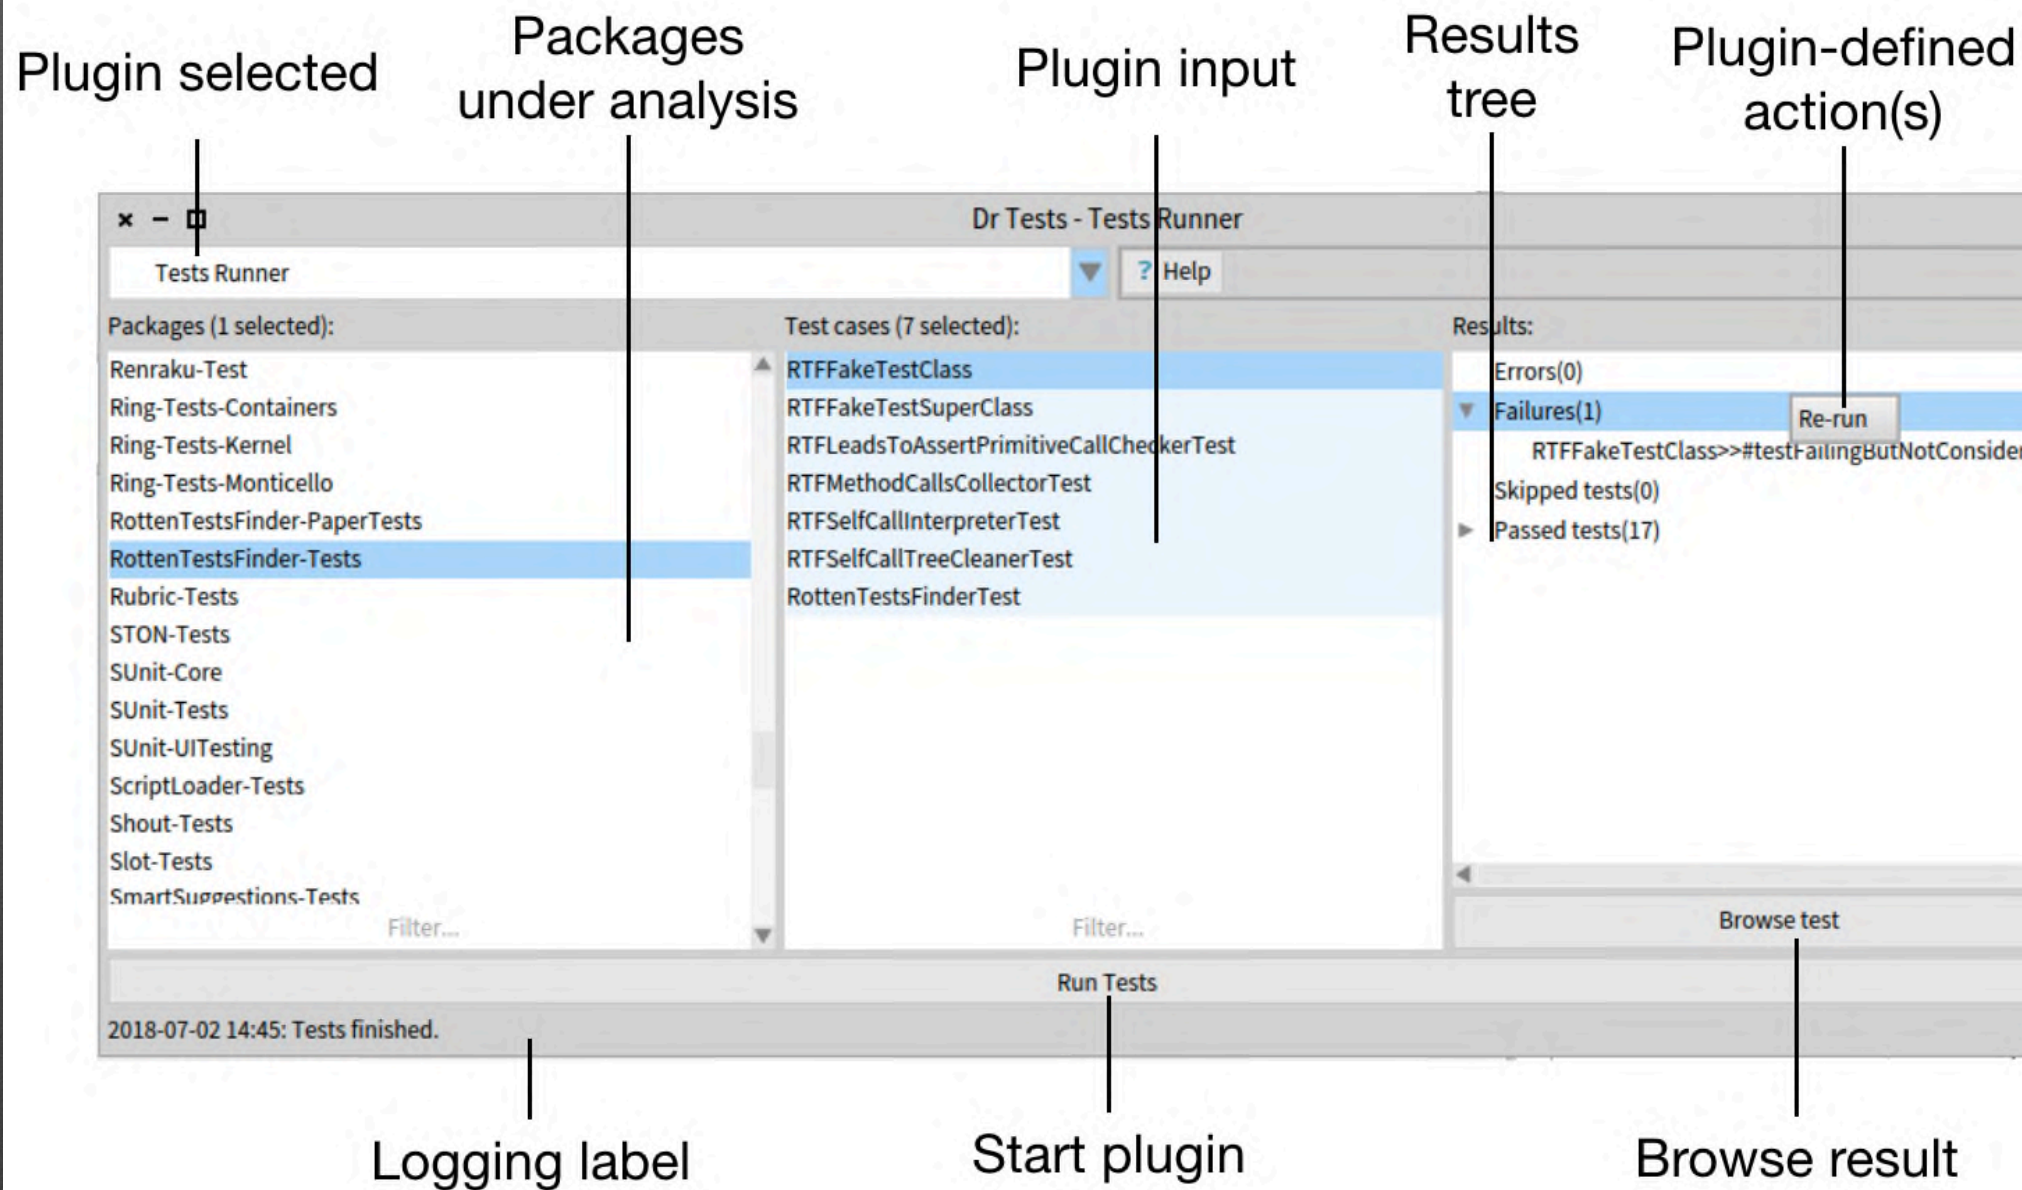 Plugin selected
Packages
under analysis
Plugin input
Results
tree
Plugin-defined
action(s)
Dr Tests - Tests Runner
Tests Runner
? Help
Packages (1 selected):
Test cases (7 selected):
Results:
Renraku-Test
Ring-Tests-Containers
Ring-Tests-Kernel
Ring-Tests-Monticello
RottenTestsFinder-PaperTests
RottenTestsFinder-Tests
Rubric-Tests
STON-Tests
SUnit-Core
SUnit-Tests
SUnit-UITesting
ScriptLoader-Tests
Shout-Tests
Slot-Tests
SmartSuggestions-Tests
Filter...
RTFFakeTestClass
RTFFakeTestSuperClass
RTFLeadsToAssertPrimitiveCallCheckerTest
RTFMethodCallsCollectorTest
RTFSelfCallInterpreterTest
RTFSelfCallTreeCleanerTest
RottenTestsFinderTest
Filter...
Errors(0)
Failures(1)
Re-run
RTFFakeTestClass>>#testFailingButNotConsider
Skipped tests(0)
Passed tests(17)
Browse test
Run Tests
2018-07-02 14:45: Tests finished.
Logging label
Start plugin
Browse result